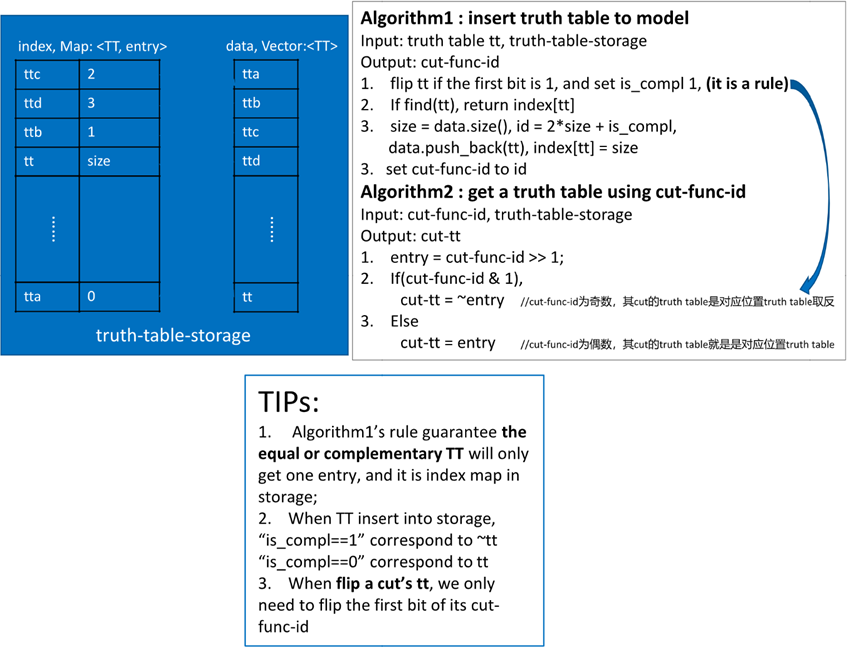 index, Map: <TT, entry>
data, Vector:<TT>
ttc 2
ttd 3
ttb 1
tt size
......
tta 0
tta
ttb
ttc
ttd
......
tt
truth-table-storage
Algorithm1 : insert truth table to model
Input: truth table tt, truth-table-storage
Output: cut-func-id
1. flip tt if the first bit is 1, and set is_compl 1, (it is a rule)
2. If find(tt), return index[tt]
3. size = data.size(), id = 2*size + is_compl,
data.push_back(tt), index[tt] = size
3. set cut-func-id to id
Algorithm2 : get a truth table using cut-func-id
Input: cut-func-id, truth-table-storage
Output: cut-tt
1. entry = cut-func-id >> 1;
2. If(cut-func-id & 1),
cut-tt = ~entry //cut-func-id为奇数，其cut的truth table是对应位置truth table取反
3. Else
cut-tt = entry //cut-func-id为偶数，其cut的truth table就是是对应位置truth table
TIPs:
1. Algorithm1's rule guarantee the
equal or complementary TT will only
get one entry, and it is index map in
storage;
2. When TT insert into storage,
“is_compl==1” correspond to ~tt
“is_compl==0” correspond to tt
3. When flip a cut's tt, we only
need to flip the first bit of its cut-
func-id